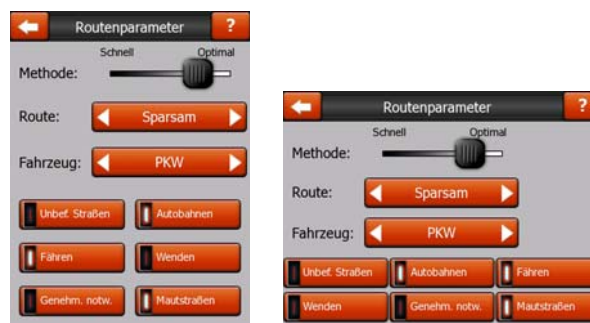 Routenparameter ?
Schnell Optimal
Methode:
Route: Sparsam
Fahrzeug: PKW
Unbef. Straßen Autobahnen
Fähren Wenden
Genehm. notw. Mautstraßen
Routenparameter ?
Schnell Optimal
Methode:
Route: Sparsam
Fahrzeug: PKW
Unbef. Straßen Autobahnen Fähren
Wenden Genehm. notw. Mautstraßen